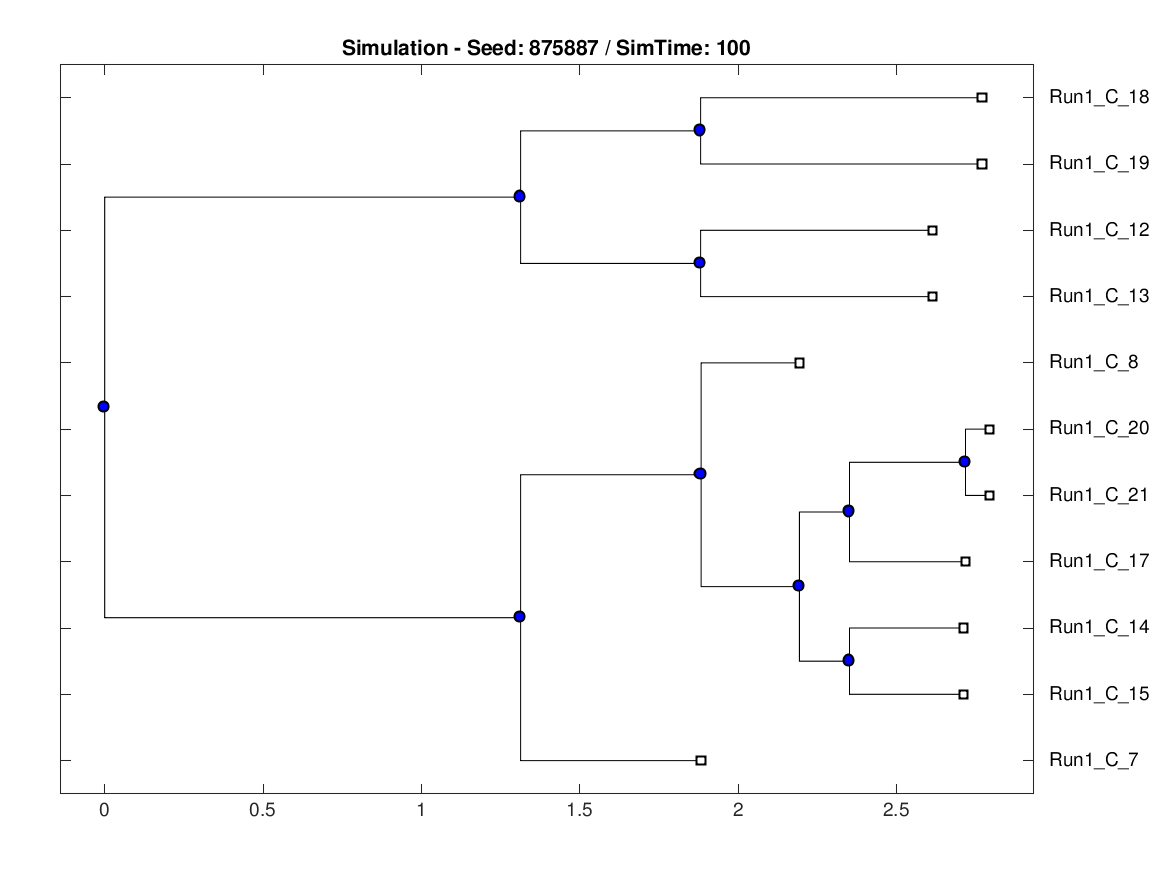 Simulation - Seed: 875887 / SimTime: 100
Run1_C_18
Run1_C_19
Run1_C_12
Run1_C_13
Run1_C_8
Run1_C_20
Run1_C_21
Run1_C_17
Run1_C_14
Run1_C_15
Run1_C_7
0 0.5 1 1.5 2 2.5